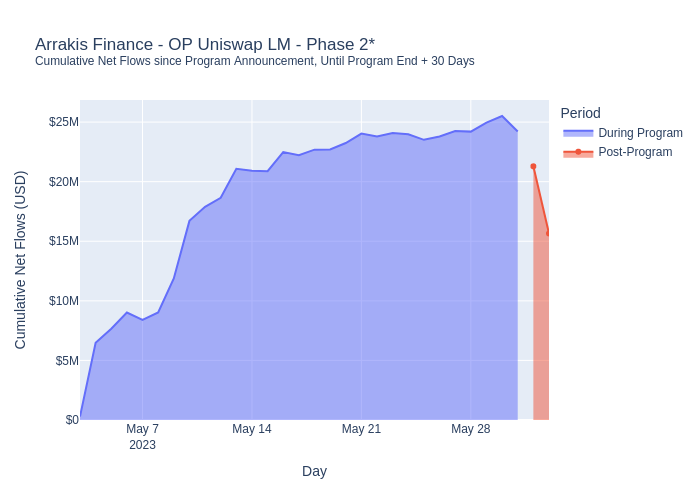 Arrakis Finance - OP Uniswap LM - Phase 2*
Cumulative Net Flows since Program Announcement, Until Program End + 30 Days
Period
During Program
Post-Program
Cumulative Net Flows (USD)
$25M
$20M
$15M
$10M
$5M
$0
May 7
2023
May 14
May 21
May 28
Day